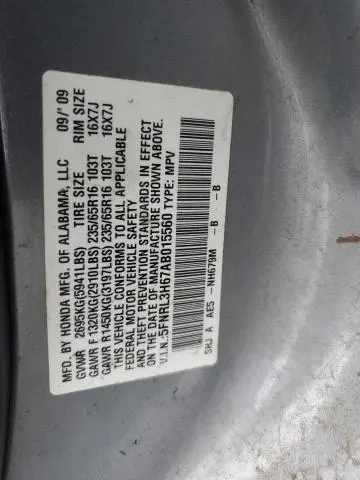 MFD. BY HONDA MFG. OF ALABAMA, LLC 09/'09
GVWR 2695KG(5941LBS) TIRE SIZE RIM SIZE
GAWR F 1320KG(2910LBS) 235/65R16 103T 16X7J
GAWR R 1450KG(3197LBS) 235/65R16 103T 16X7J
THIS VEHICLE CONFORMS TO ALL APPLICABLE
FEDERAL MOTOR VEHICLE SAFETY
AND THEFT PREVENTION STANDARDS IN EFFECT
ON THE DATE OF MANUFACTURE SHOWN ABOVE.
V.I.N.:5FNRL3H67AB015560 TYPE: MPV
SHJ A AE5 -NH679M -B -B